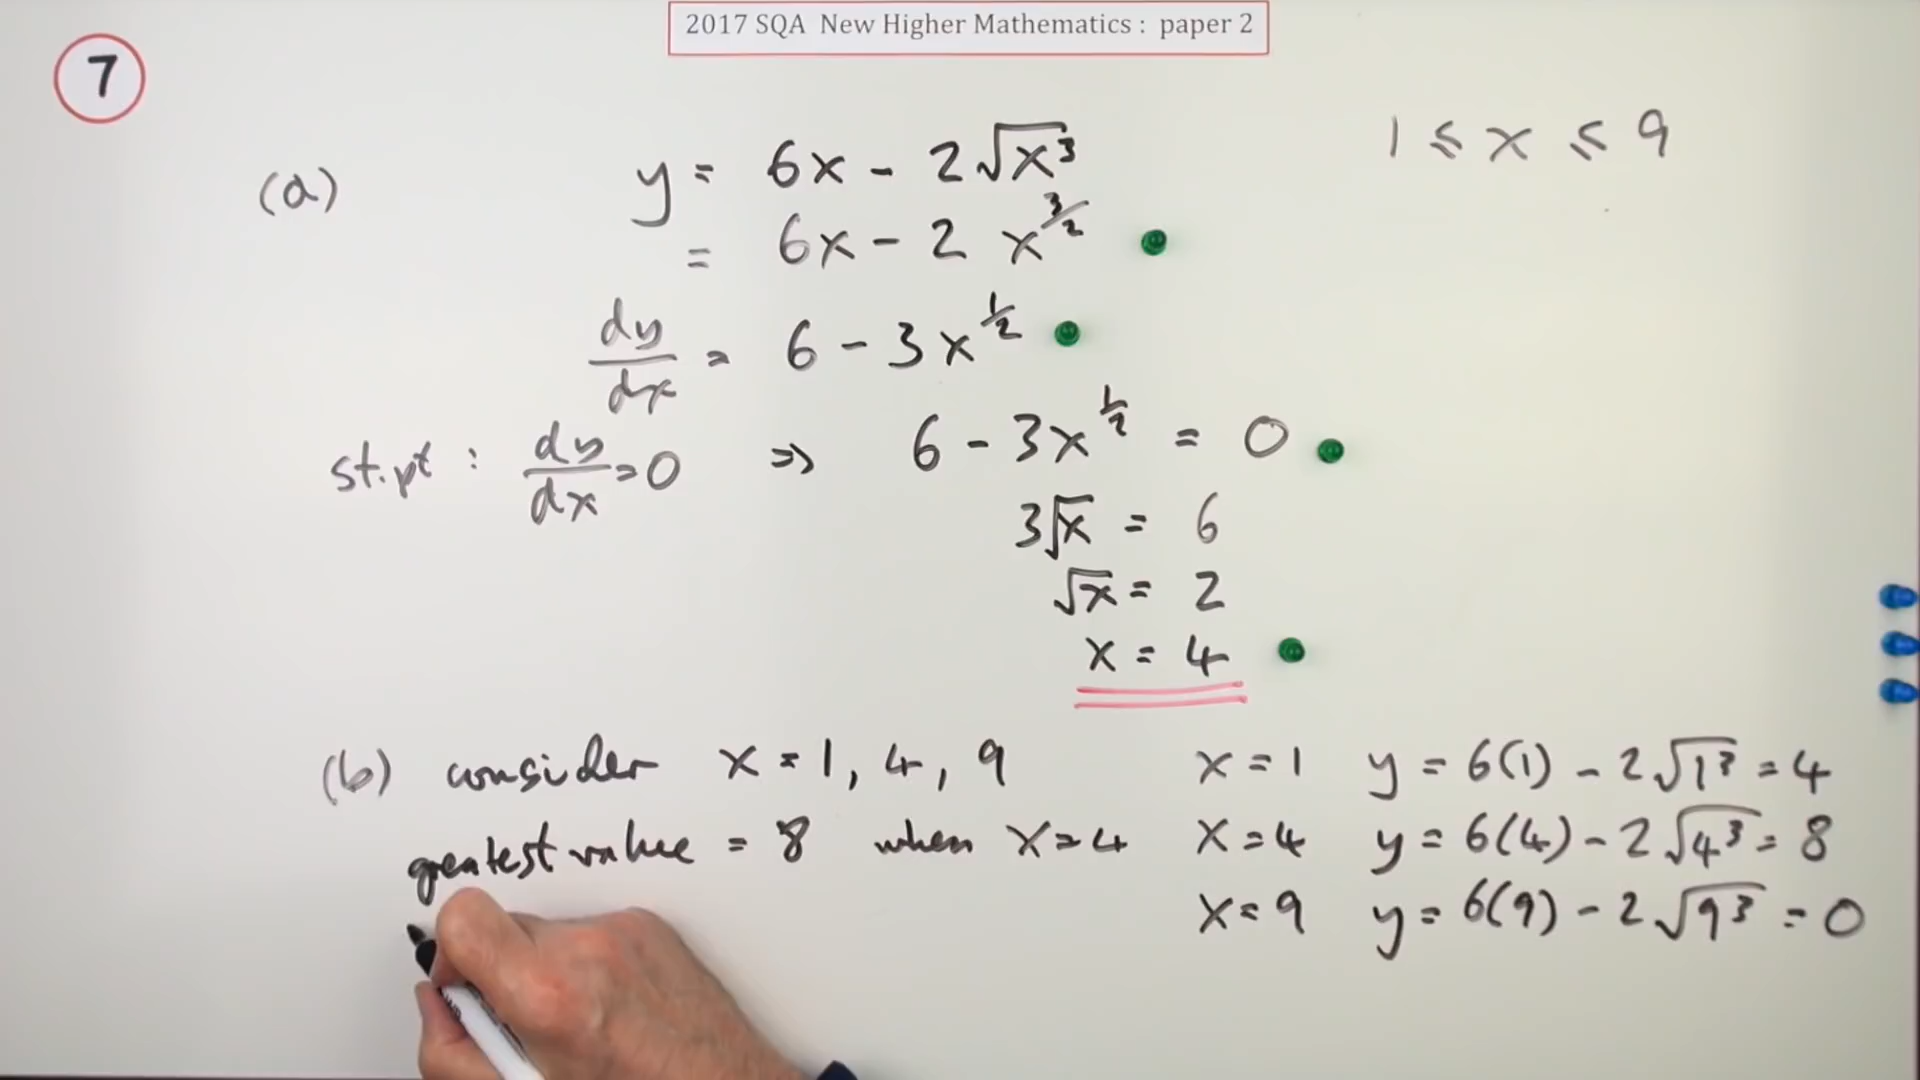 2017 SQA New Higher Mathematics : paper 2
7
1 ≤ x ≤ 9
(a) y = 6x - 2√x³
= 6x - 2 x^(3/2)
dy/dx = 6 - 3x^(1/2)
st.pt : dy/dx = 0 ⇒ 6 - 3x^(1/2) = 0
3√x = 6
√x = 2
x = 4
(b) consider x = 1, 4, 9
greatest value = 8 when x = 4
x = 1 y = 6(1) - 2√1³ = 4
x = 4 y = 6(4) - 2√4³ = 8
x = 9 y = 6(9) - 2√9³ = 0